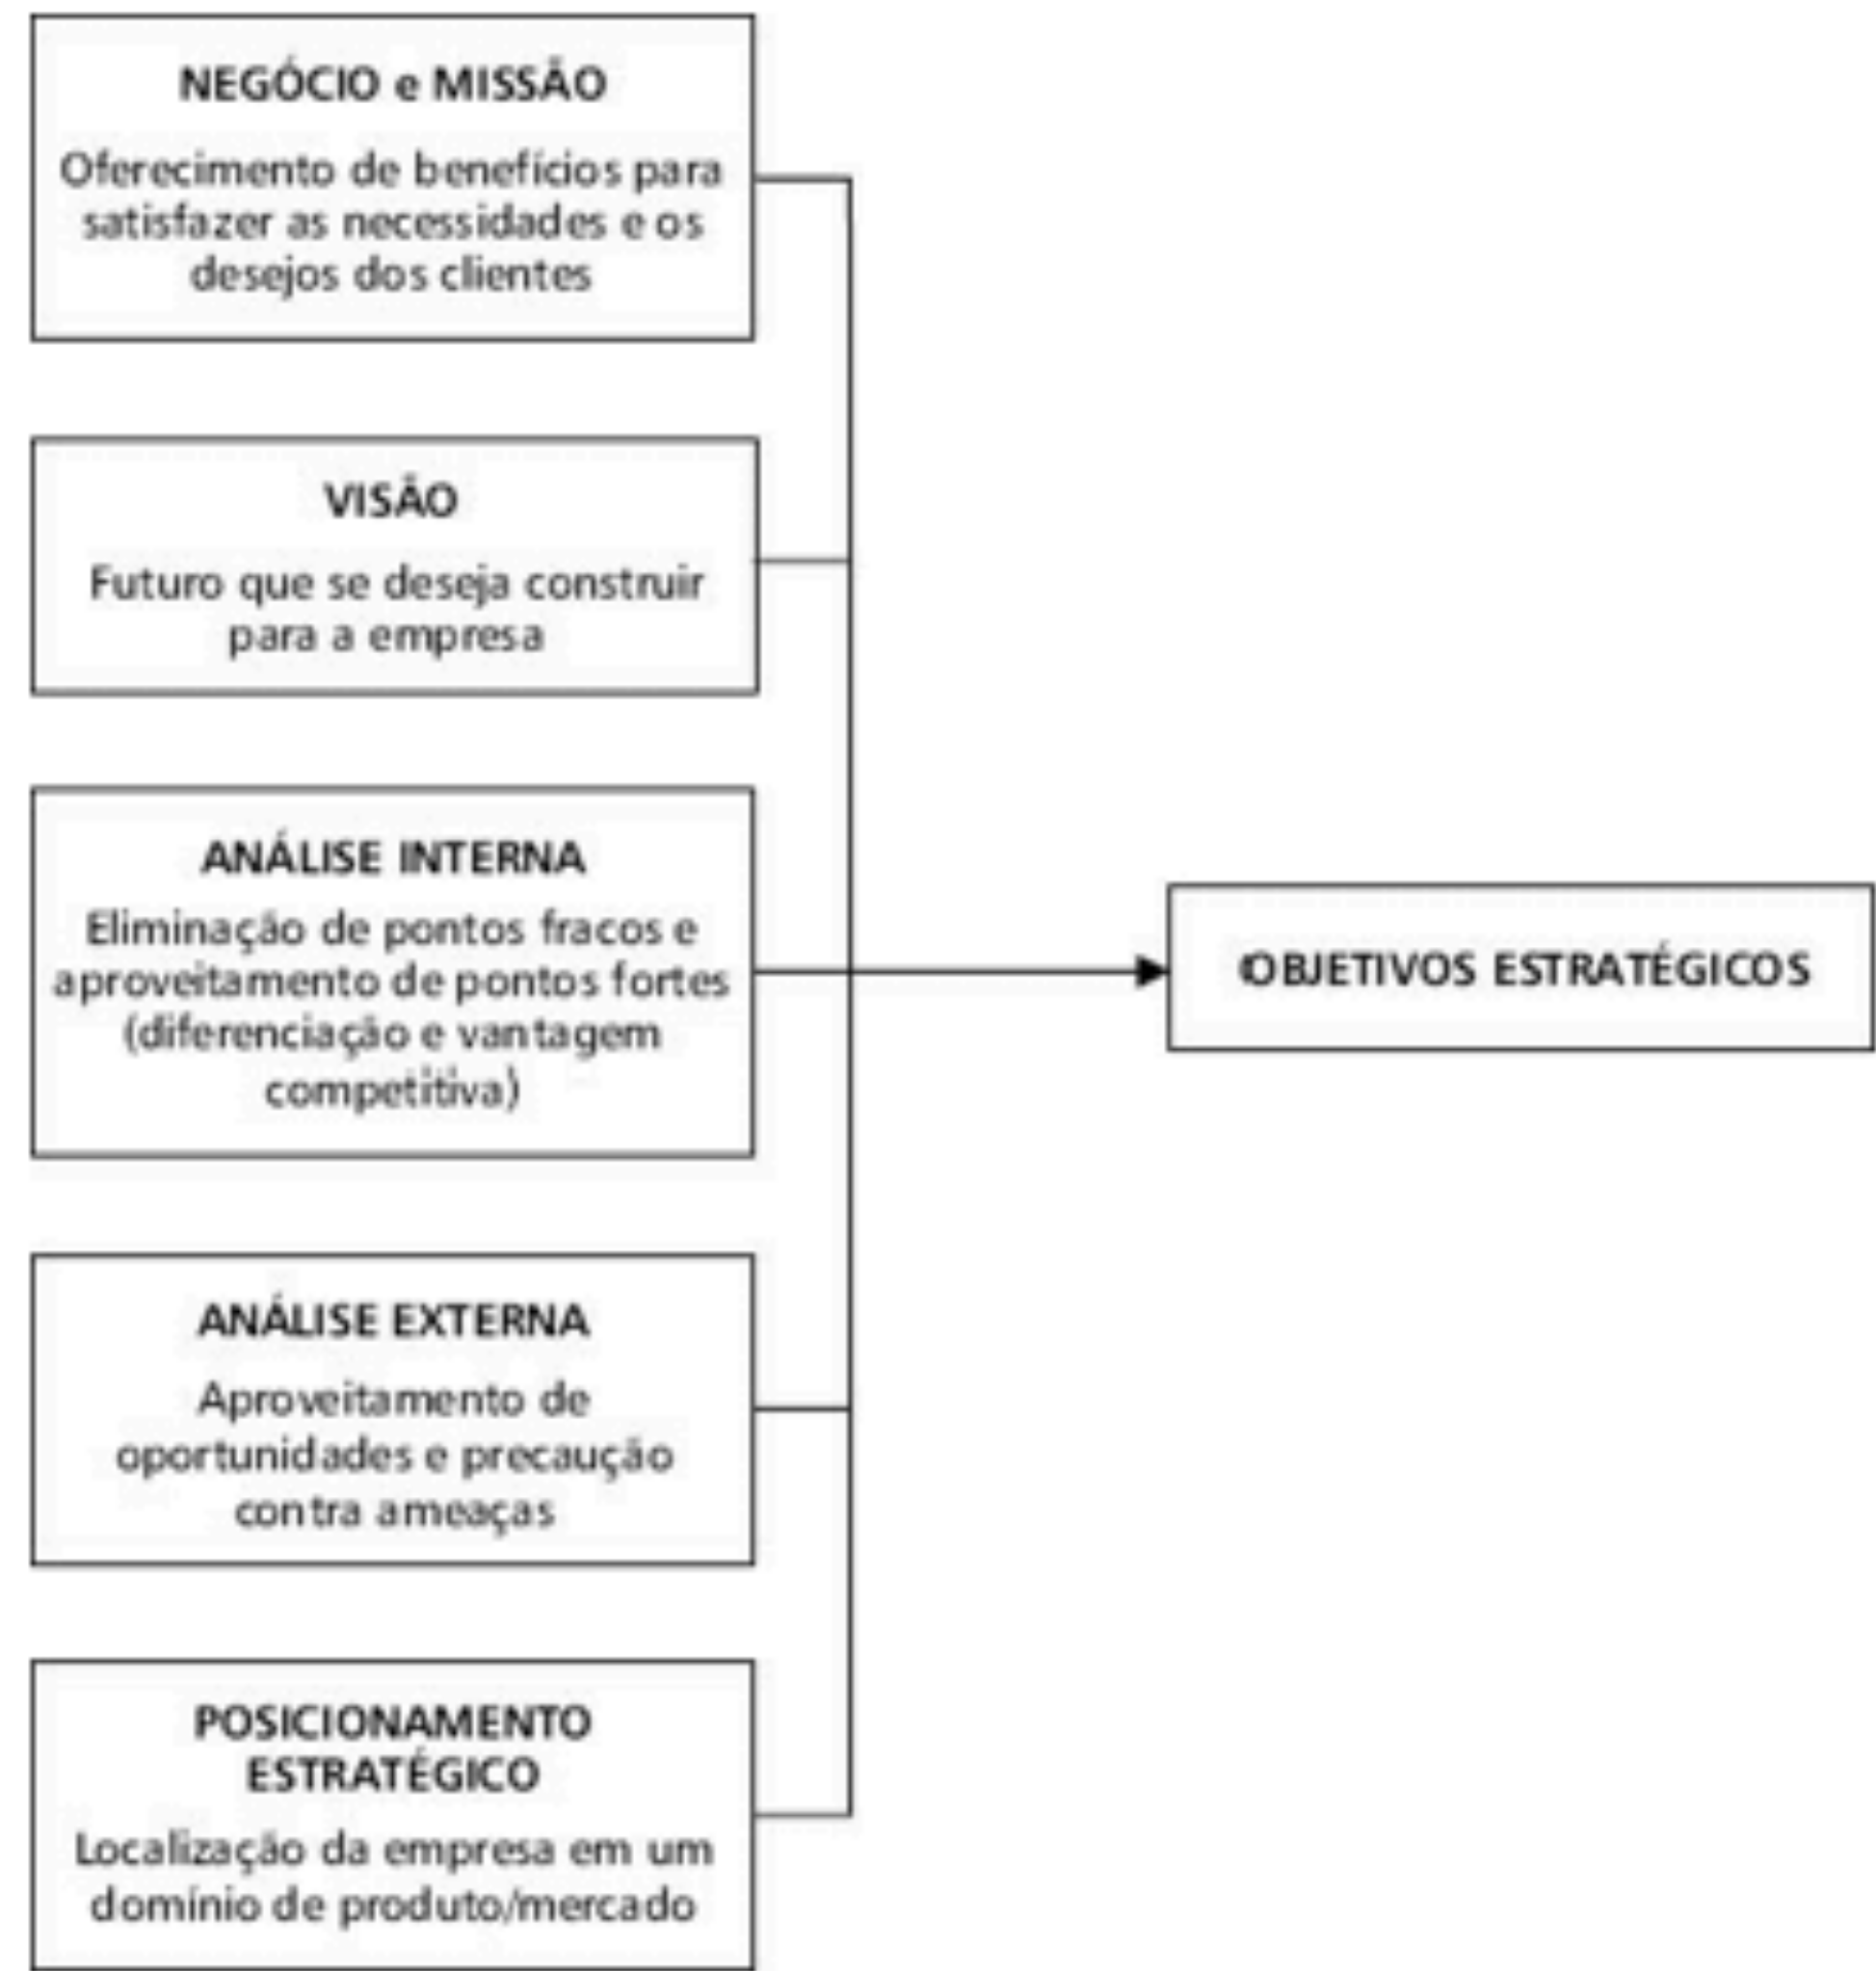 NEGÓCIO e MISSÃO
Oferecimento de benefícios para
satisfazer as necessidades e os
desejos dos clientes
VISÃO
Futuro que se deseja construir
para a empresa
ANÁLISE INTERNA
Eliminação de pontos fracos e
aproveitamento de pontos fortes
(diferenciação e vantagem
competitiva)
OBJETIVOS ESTRATÉGICOS
ANÁLISE EXTERNA
Aproveitamento de
oportunidades e precaução
contra ameaças
POSICIONAMENTO
ESTRATÉGICO
Localização da empresa em um
domínio de produto/mercado